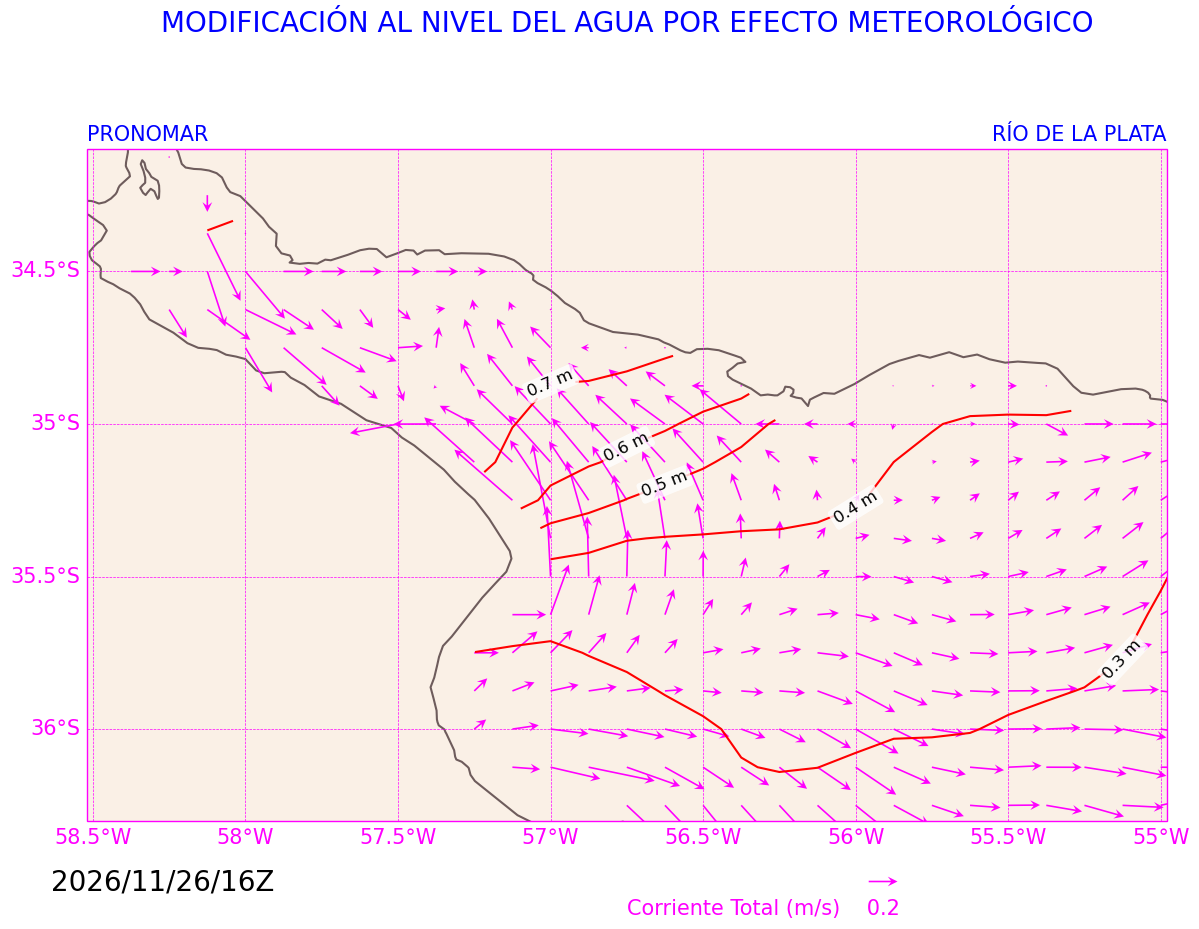 MODIFICACIÓN AL NIVEL DEL AGUA POR EFECTO METEOROLÓGICO
PRONOMAR
RÍO DE LA PLATA
34.5°S
35°S
35.5°S
36°S
0.7 m
0.6 m
0.5 m
0.4 m
0.3 m
58.5°W
58°W
57.5°W
57°W
56.5°W
56°W
55.5°W
55°W
2026/11/26/16Z
Corriente Total (m/s)
0.2